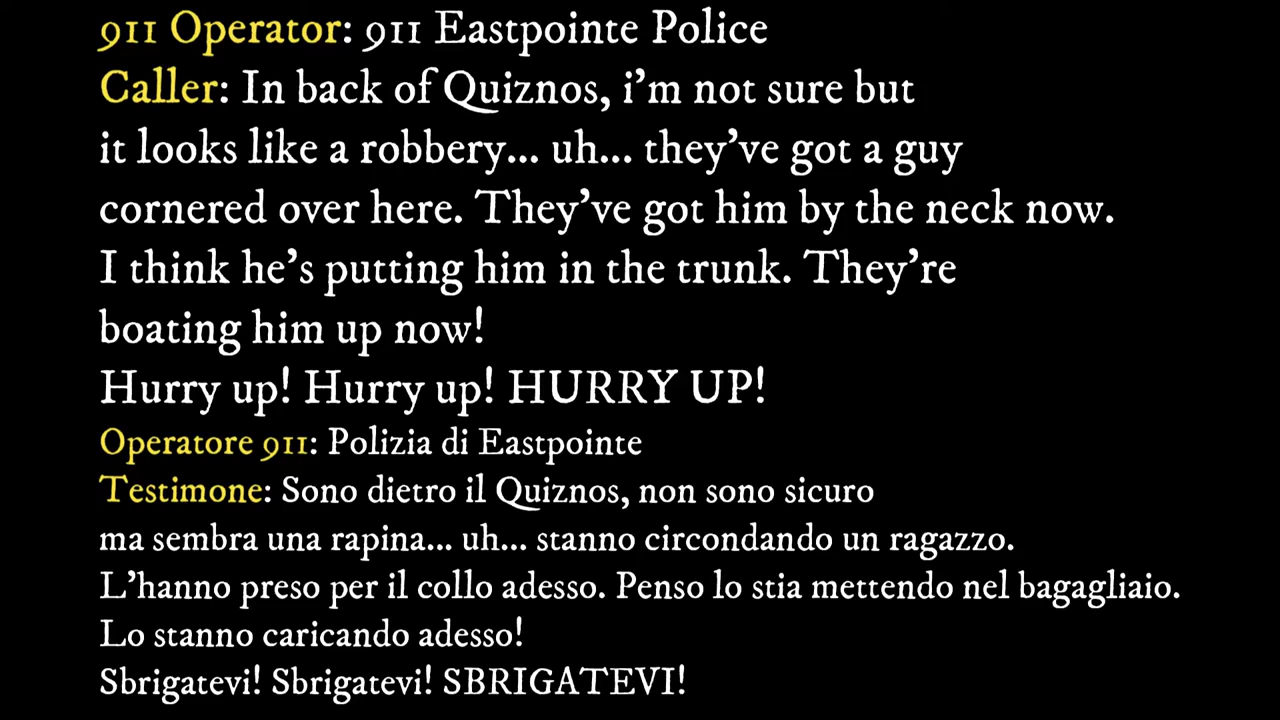 911 Operator: 911 Eastpointe Police
Caller: In back of Quiznos, i'm not sure but
it looks like a robbery... uh... they've got a guy
cornered over here. They've got him by the neck now.
I think he's putting him in the trunk. They're
boating him up now!
Hurry up! Hurry up! HURRY UP!
Operatore 911: Polizia di Eastpointe
Testimone: Sono dietro il Quiznos, non sono sicuro
ma sembra una rapina... uh... stanno circondando un ragazzo.
L'hanno preso per il collo adesso. Penso lo stia mettendo nel bagagliaio.
Lo stanno caricando adesso!
Sbrigatevi! Sbrigatevi! SBRIGATEVI!